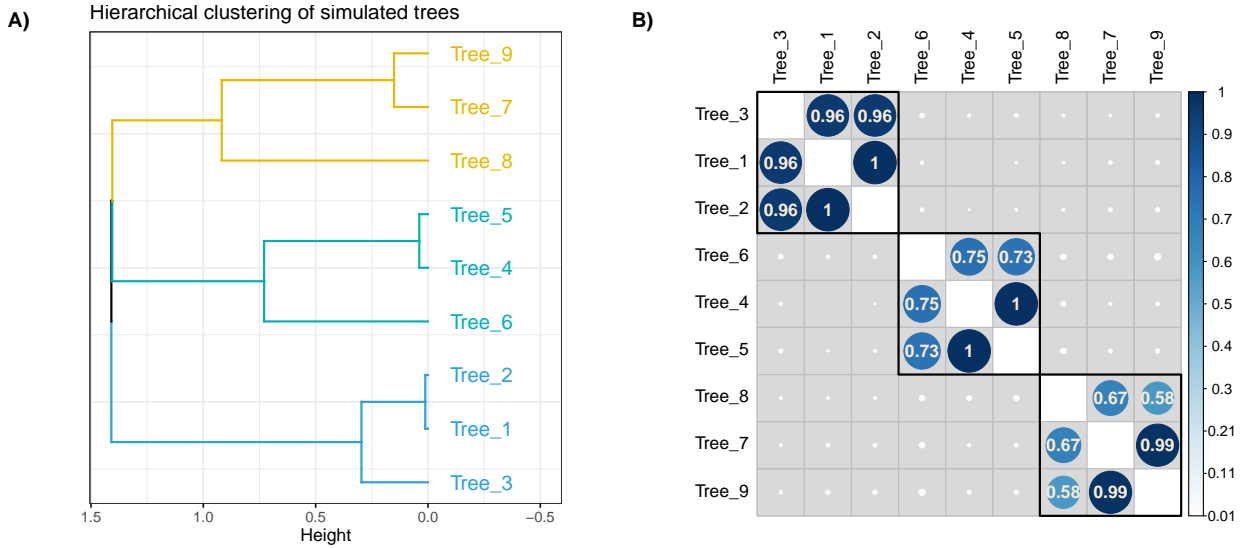 A)
Hierarchical clustering of simulated trees
Tree_9
Tree_7
Tree_8
Tree_5
Tree_4
Tree_6
Tree_2
Tree_1
Tree_3
1.5 1.0 0.5 0.0 −0.5
Height
B)
Tree_3 Tree_1 Tree_2 Tree_6 Tree_4 Tree_5 Tree_8 Tree_7 Tree_9
Tree_3 0.96 0.96
Tree_1 0.96 1
Tree_2 0.96 1
Tree_6 0.75 0.73
Tree_4 0.75 1
Tree_5 0.73 1
Tree_8 0.67 0.58
Tree_7 0.67 0.99
Tree_9 0.58 0.99
1
0.9
0.8
0.7
0.6
0.5
0.4
0.3
0.21
0.11
0.01